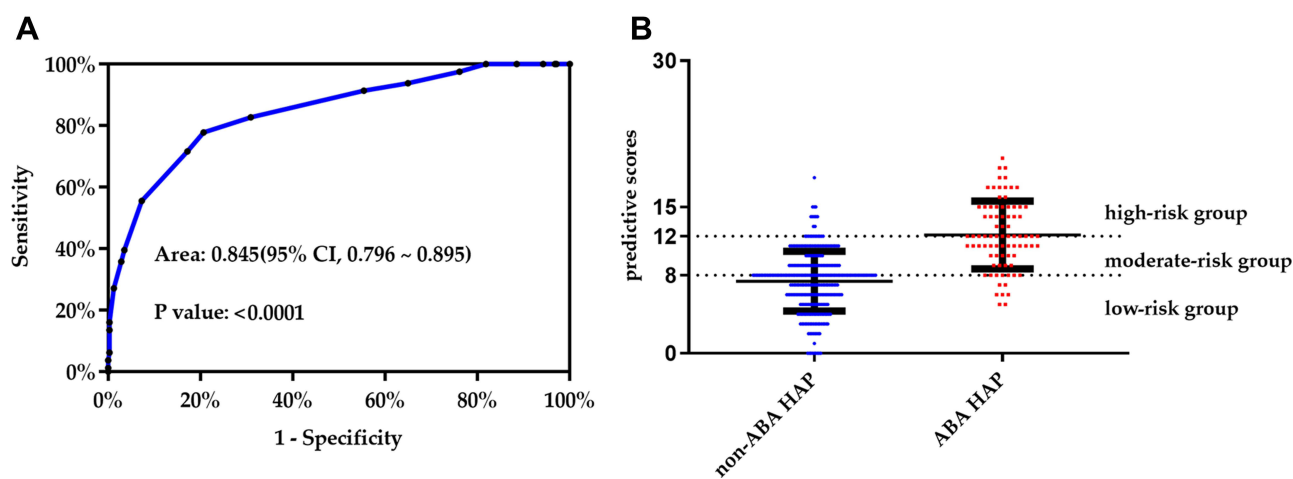 A
100%
80%
60%
40%
20%
0%
Sensitivity
Area: 0.845(95% CI, 0.796 ~ 0.895)
P value: <0.0001
0% 20% 40% 60% 80% 100%
1 - Specificity
B
30
15
12
8
0
predictive scores
high-risk group
moderate-risk group
low-risk group
non-ABA HAP
ABA HAP